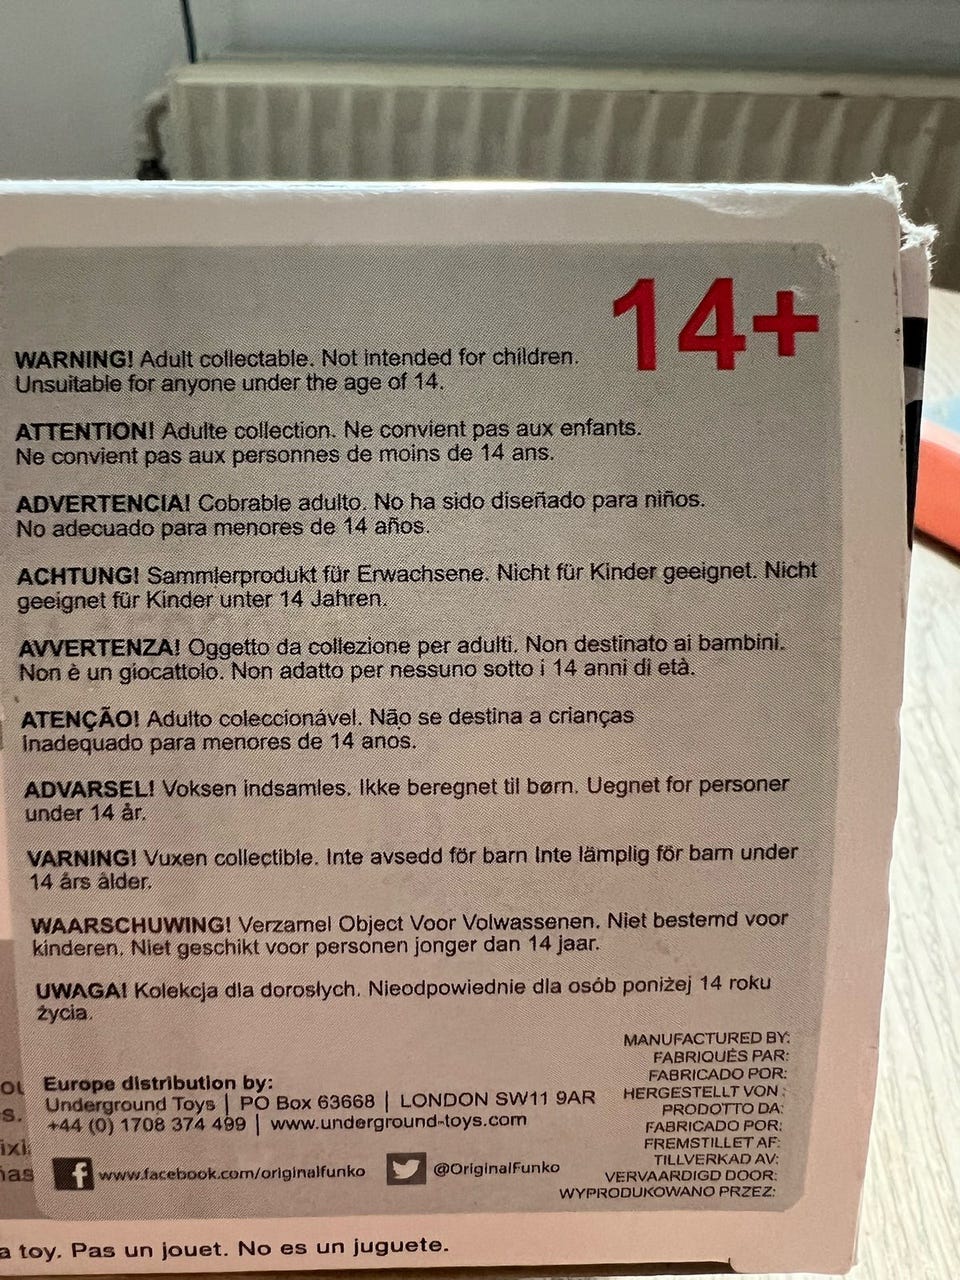 14+
WARNING! Adult collectable. Not intended for children.
Unsuitable for anyone under the age of 14.
ATTENTION! Adulte collection. Ne convient pas aux enfants.
Ne convient pas aux personnes de moins de 14 ans.
ADVERTENCIA! Cobrable adulto. No ha sido diseñado para niños.
No adecuado para menores de 14 años.
ACHTUNG! Sammlerprodukt für Erwachsene. Nicht für Kinder geeignet. Nicht
geeignet für Kinder unter 14 Jahren.
AVVERTENZA! Oggetto da collezione per adulti. Non destinato ai bambini.
Non è un giocattolo. Non adatto per nessuno sotto i 14 anni di età.
ATENÇÃO! Adulto coleccionável. Não se destina a crianças
Inadequado para menores de 14 anos.
ADVARSEL! Voksen indsamles. Ikke beregnet til børn. Uegnet for personer
under 14 år.
VARNING! Vuxen collectible. Inte avsedd för barn Inte lämplig för barn under
14 års ålder.
WAARSCHUWING! Verzamel Object Voor Volwassenen. Niet bestemd voor
kinderen. Niet geschikt voor personen jonger dan 14 jaar.
UWAGA! Kolekcja dla dorosłych. Nieodpowiednie dla osób poniżej 14 roku
życia.
Europe distribution by:
Underground Toys | PO Box 63668 | LONDON SW11 9AR
+44 (0) 1708 374 499 | www.underground-toys.com
f www.facebook.com/originalfunko @OriginalFunko
MANUFACTURED BY:
FABRIQUÉS PAR:
FABRICADO POR:
HERGESTELLT VON :
PRODOTTO DA:
FABRICADO POR:
FREMSTILLET AF:
TILLVERKAD AV:
VERVAARDIGD DOOR:
WYPRODUKOWANO PRZEZ:
a toy. Pas un jouet. No es un juguete.